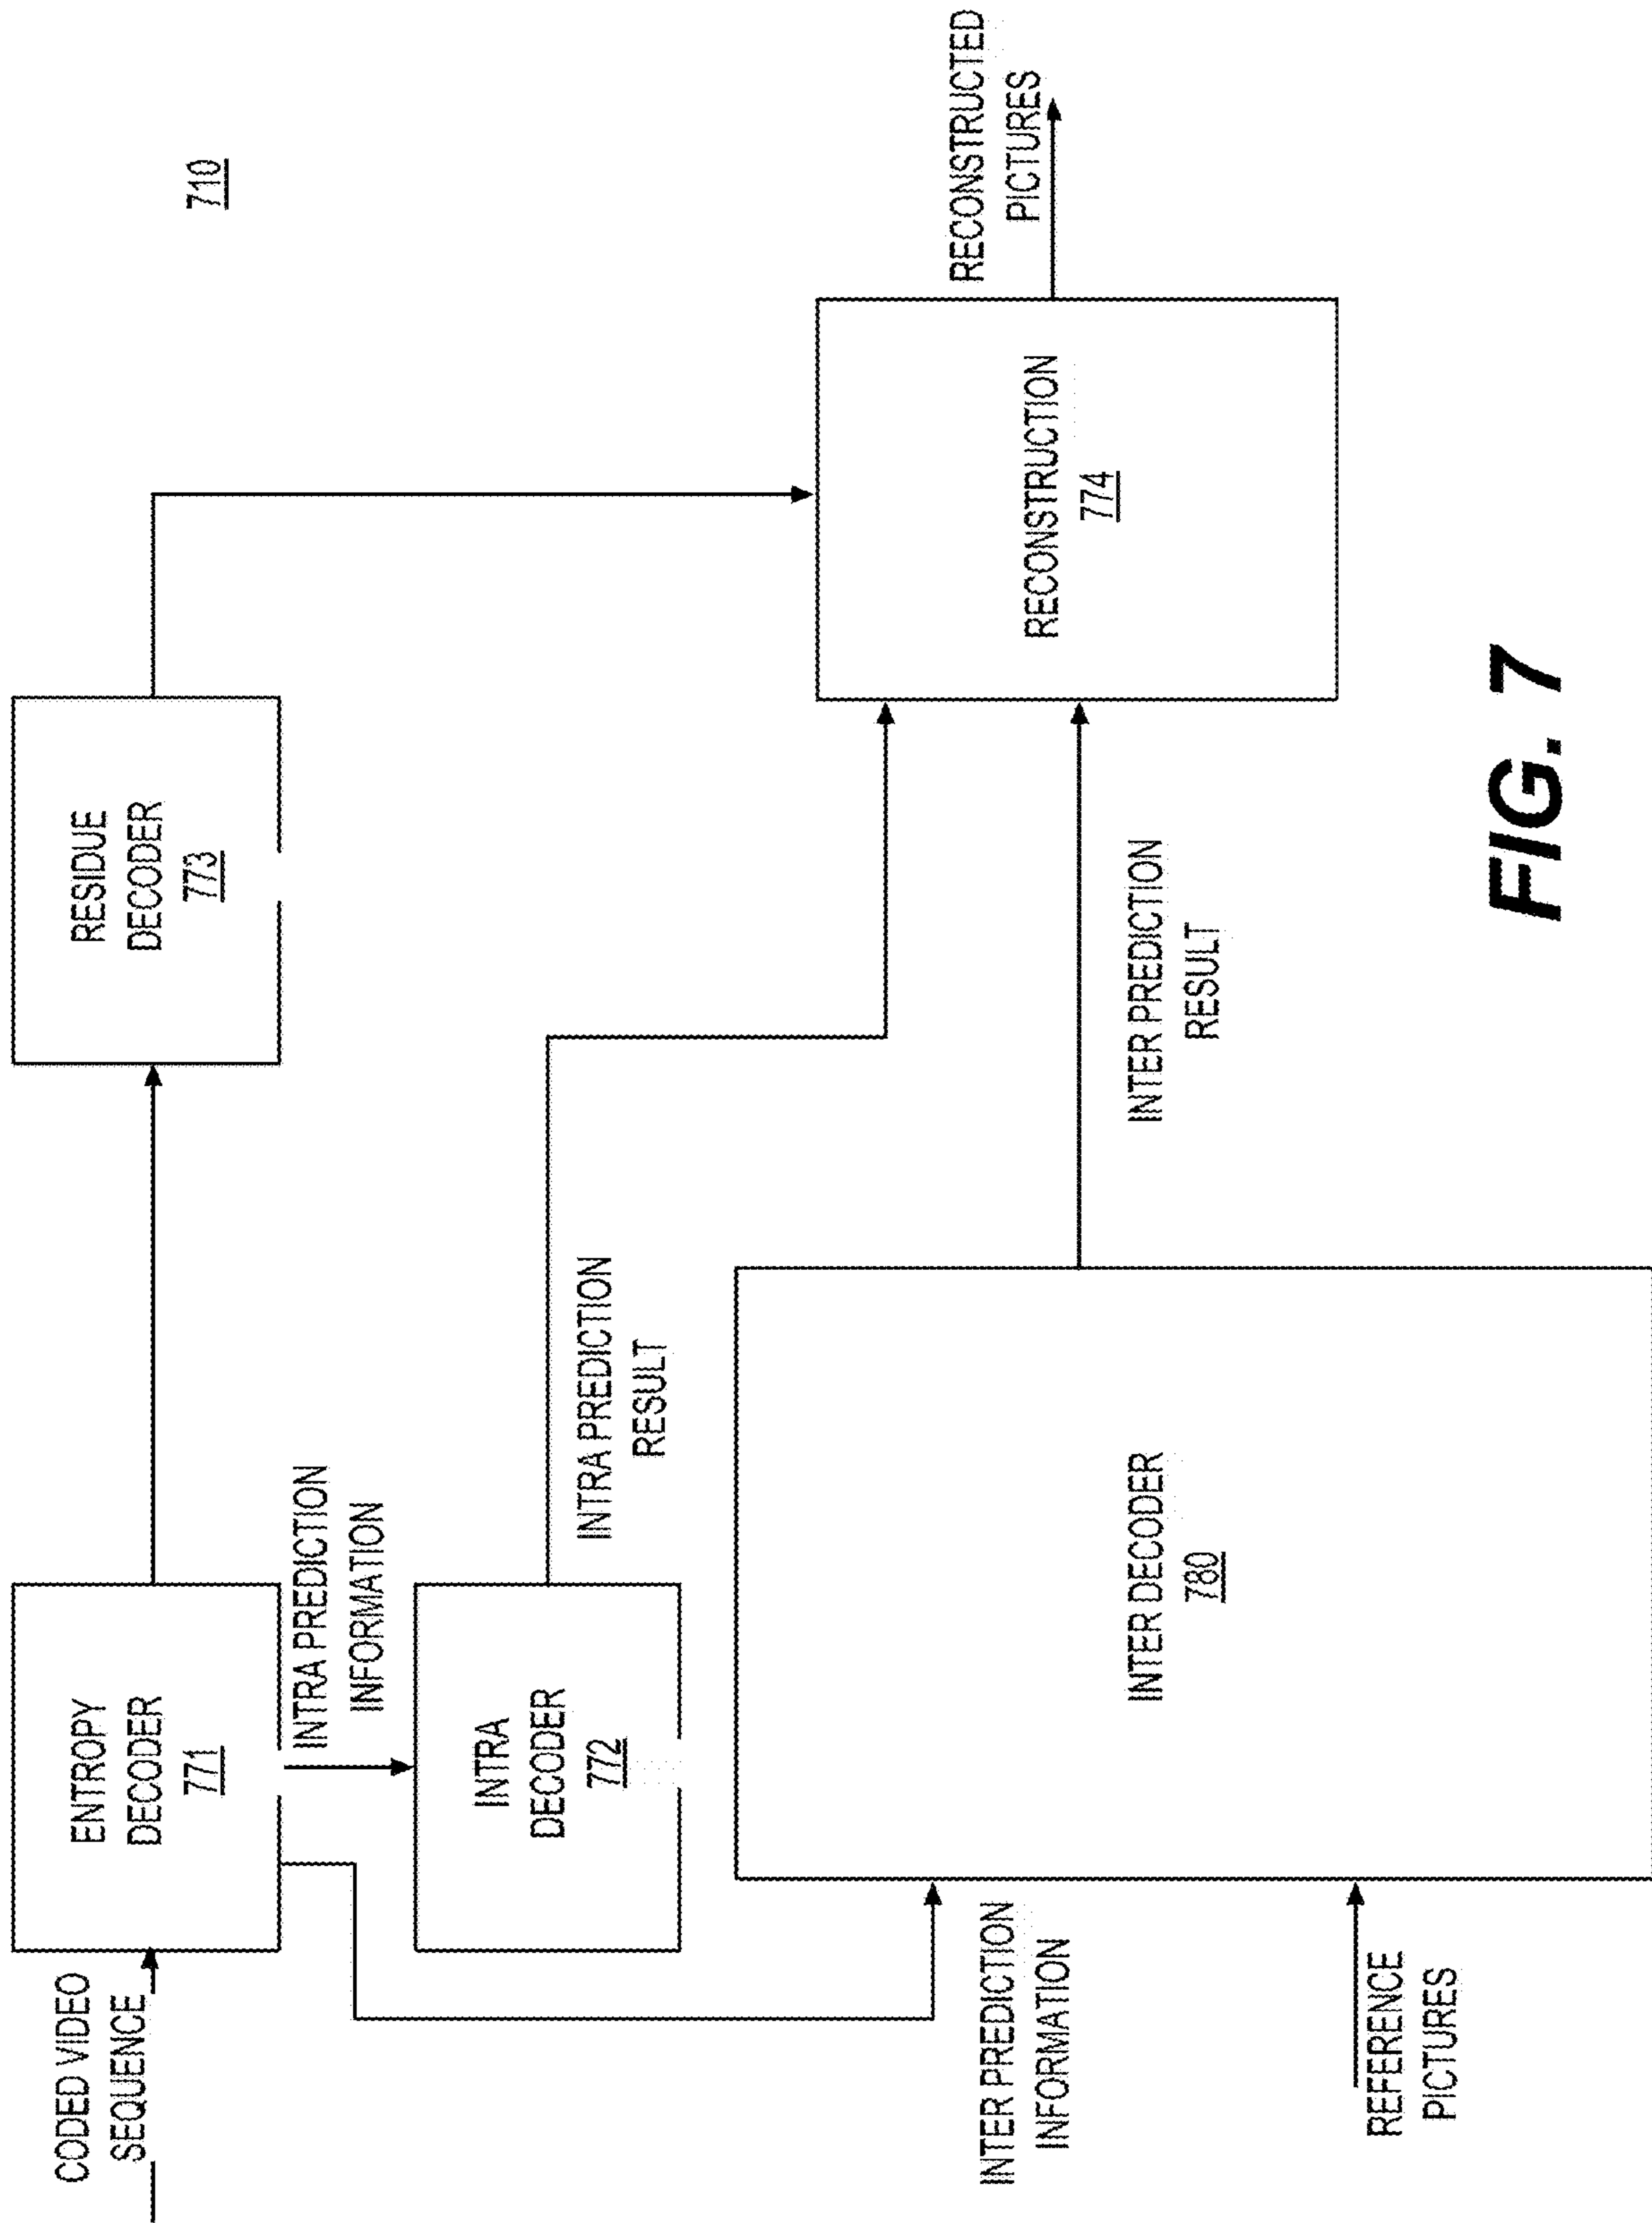 710
CODED VIDEO
SEQUENCE
ENTROPY
DECODER
771
RESIDUE
DECODER
773
INTRA PREDICTION
INFORMATION
INTRA
DECODER
772
INTRA PREDICTION
RESULT
INTER PREDICTION
INFORMATION
REFERENCE
PICTURES
INTER DECODER
780
INTER PREDICTION
RESULT
RECONSTRUCTION
774
RECONSTRUCTED
PICTURES
FIG. 7